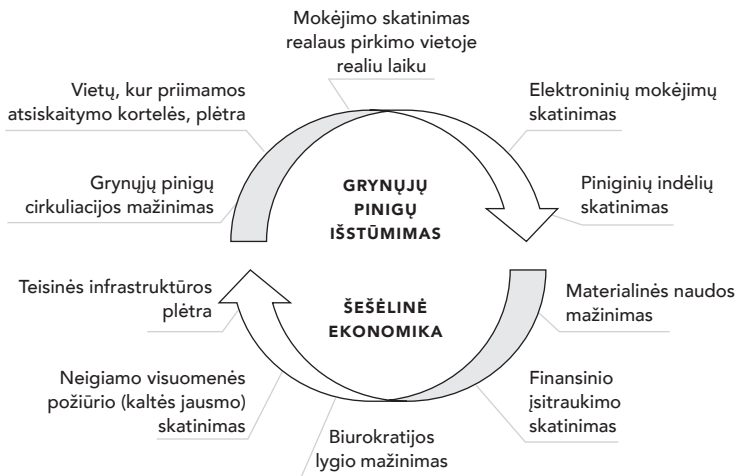 Mokėjimo skatinimas
realaus pirkimo vietoje
realiu laiku
Vietų, kur priimamos
atsiskaitymo kortelės, plėtra
Elektroninių mokėjimų
skatinimas
Grynųjų pinigų
cirkuliacijos mažinimas
GRYNŲJŲ
PINIGŲ
IŠSTŪMIMAS
Piniginių indėlių
skatinimas
Teisinės infrastruktūros
plėtra
ŠEŠĖLINĖ
EKONOMIKA
Materialinės naudos
mažinimas
Neigiamo visuomenės
požiūrio (kaltės jausmo)
skatinimas
Biurokratijos
lygio mažinimas
Finansinio
įsitraukimo
skatinimas